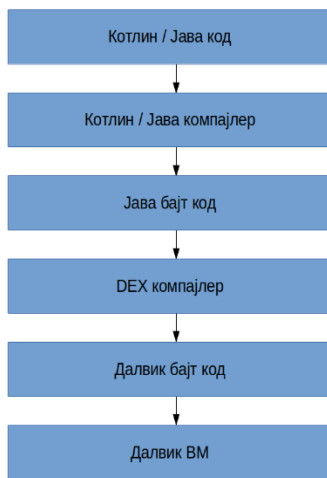 Котлин / Јава код
Котлин / Јава компајлер
Јава бајт код
DEX компајлер
Далвик бајт код
Далвик ВМ